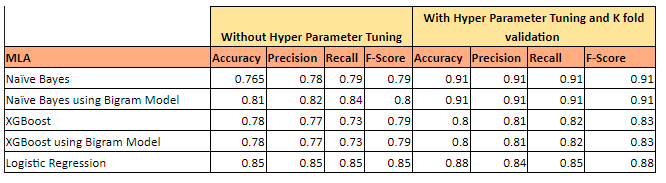 Without Hyper Parameter Tuning With Hyper Parameter Tuning and K fold validation
MLA Accuracy Precision Recall F-Score Accuracy Precision Recall F-Score
Naïve Bayes 0.765 0.78 0.79 0.79 0.91 0.91 0.91 0.91
Naïve Bayes using Bigram Model 0.81 0.82 0.84 0.8 0.91 0.91 0.91 0.91
XGBoost 0.78 0.77 0.73 0.79 0.8 0.81 0.82 0.83
XGBoost using Bigram Model 0.78 0.77 0.73 0.79 0.8 0.81 0.82 0.83
Logistic Regression 0.85 0.85 0.85 0.85 0.88 0.84 0.85 0.88